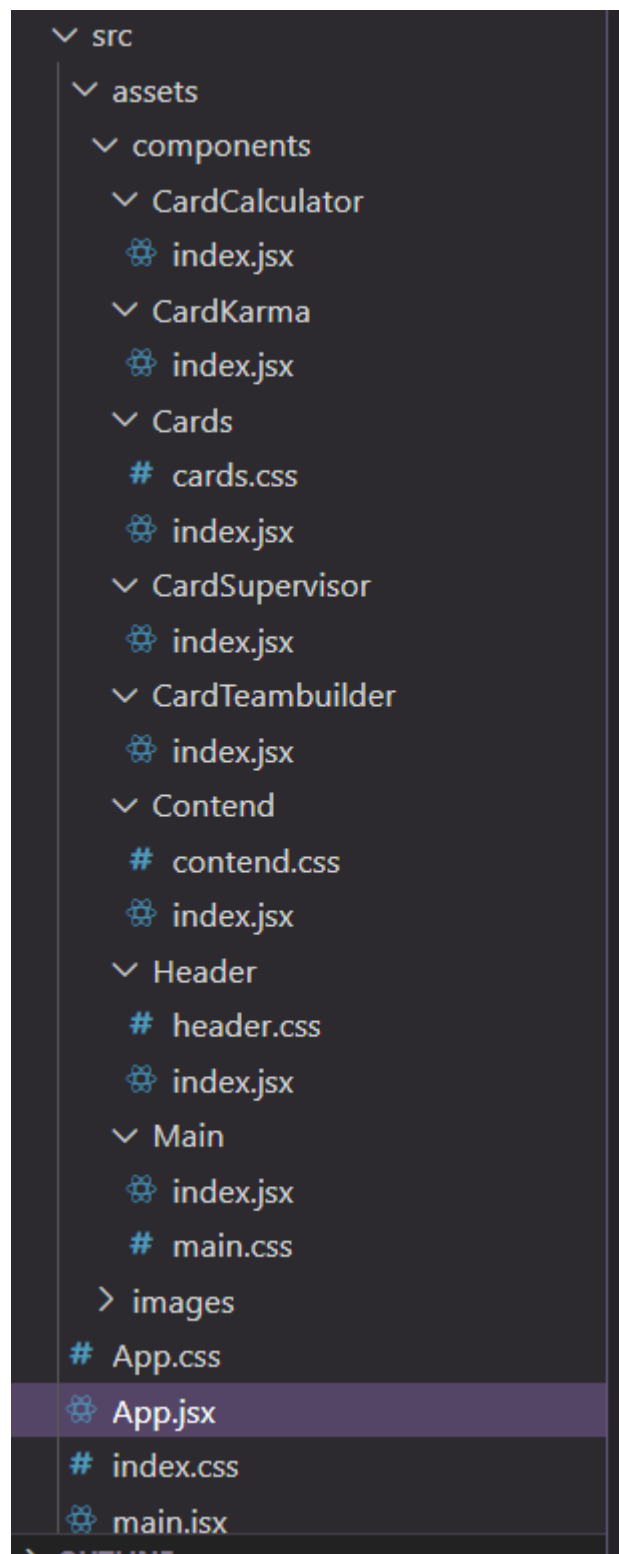 src
assets
components
CardCalculator
index.jsx
CardKarma
index.jsx
Cards
# cards.css
index.jsx
CardSupervisor
index.jsx
CardTeambuilder
index.jsx
Contend
# contend.css
index.jsx
Header
# header.css
index.jsx
Main
index.jsx
# main.css
images
# App.css
App.jsx
# index.css
main.jsx